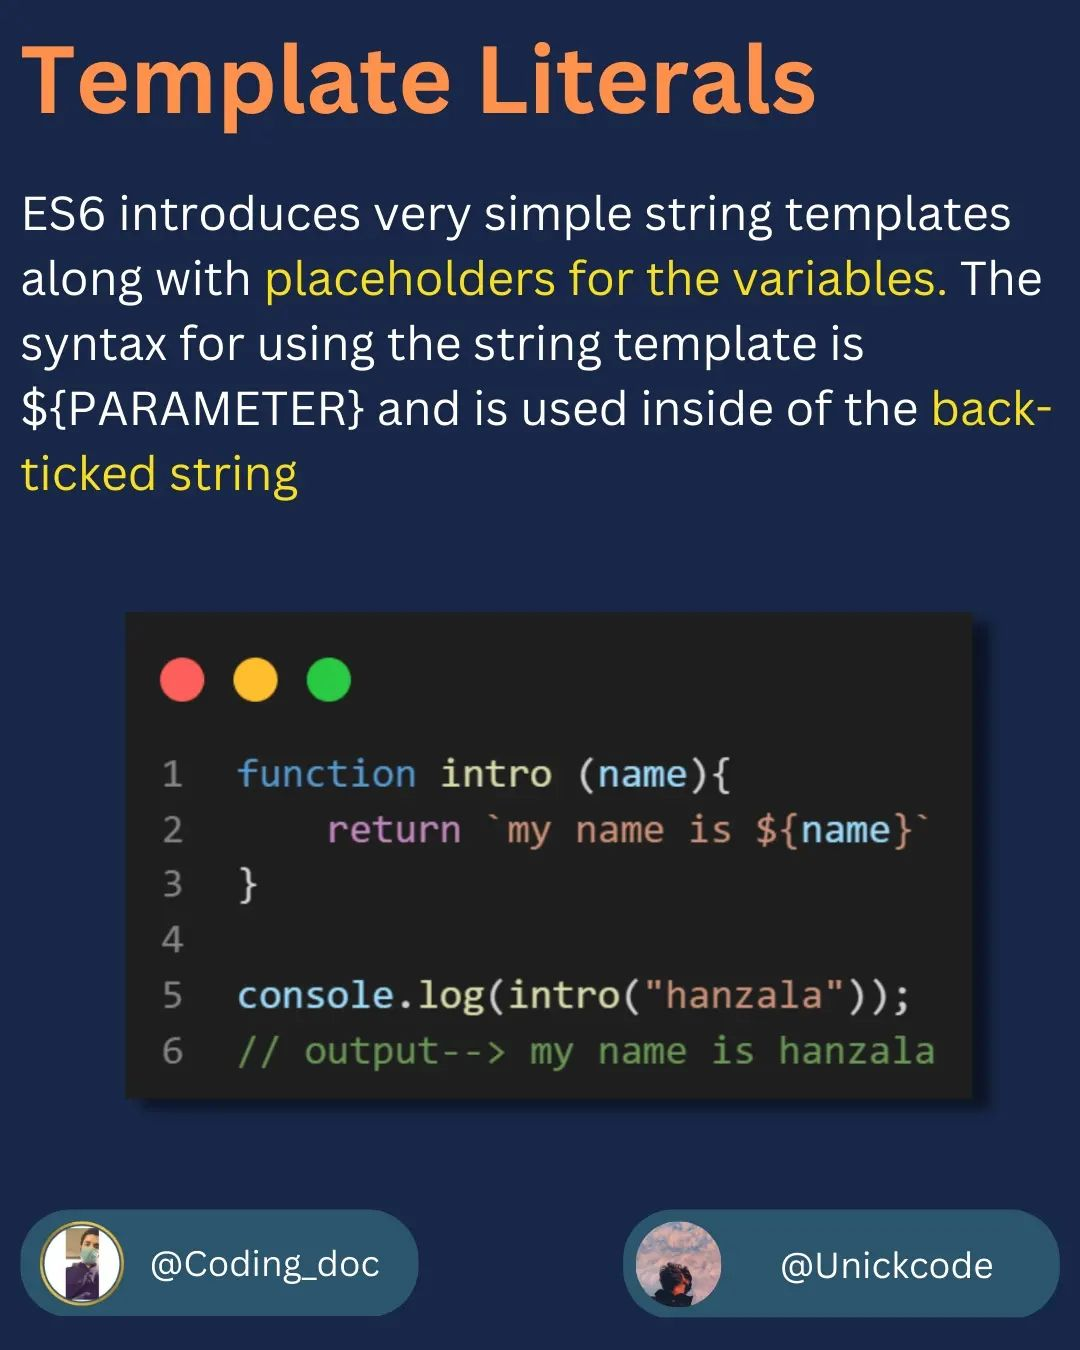 Template Literals
ES6 introduces very simple string templates
along with placeholders for the variables. The
syntax for using the string template is
${PARAMETER} and is used inside of the back-
ticked string
1 function intro (name){
2     return `my name is ${name}`
3 }
4
5 console.log(intro("hanzala"));
6 // output--> my name is hanzala
@Coding_doc
@Unickcode